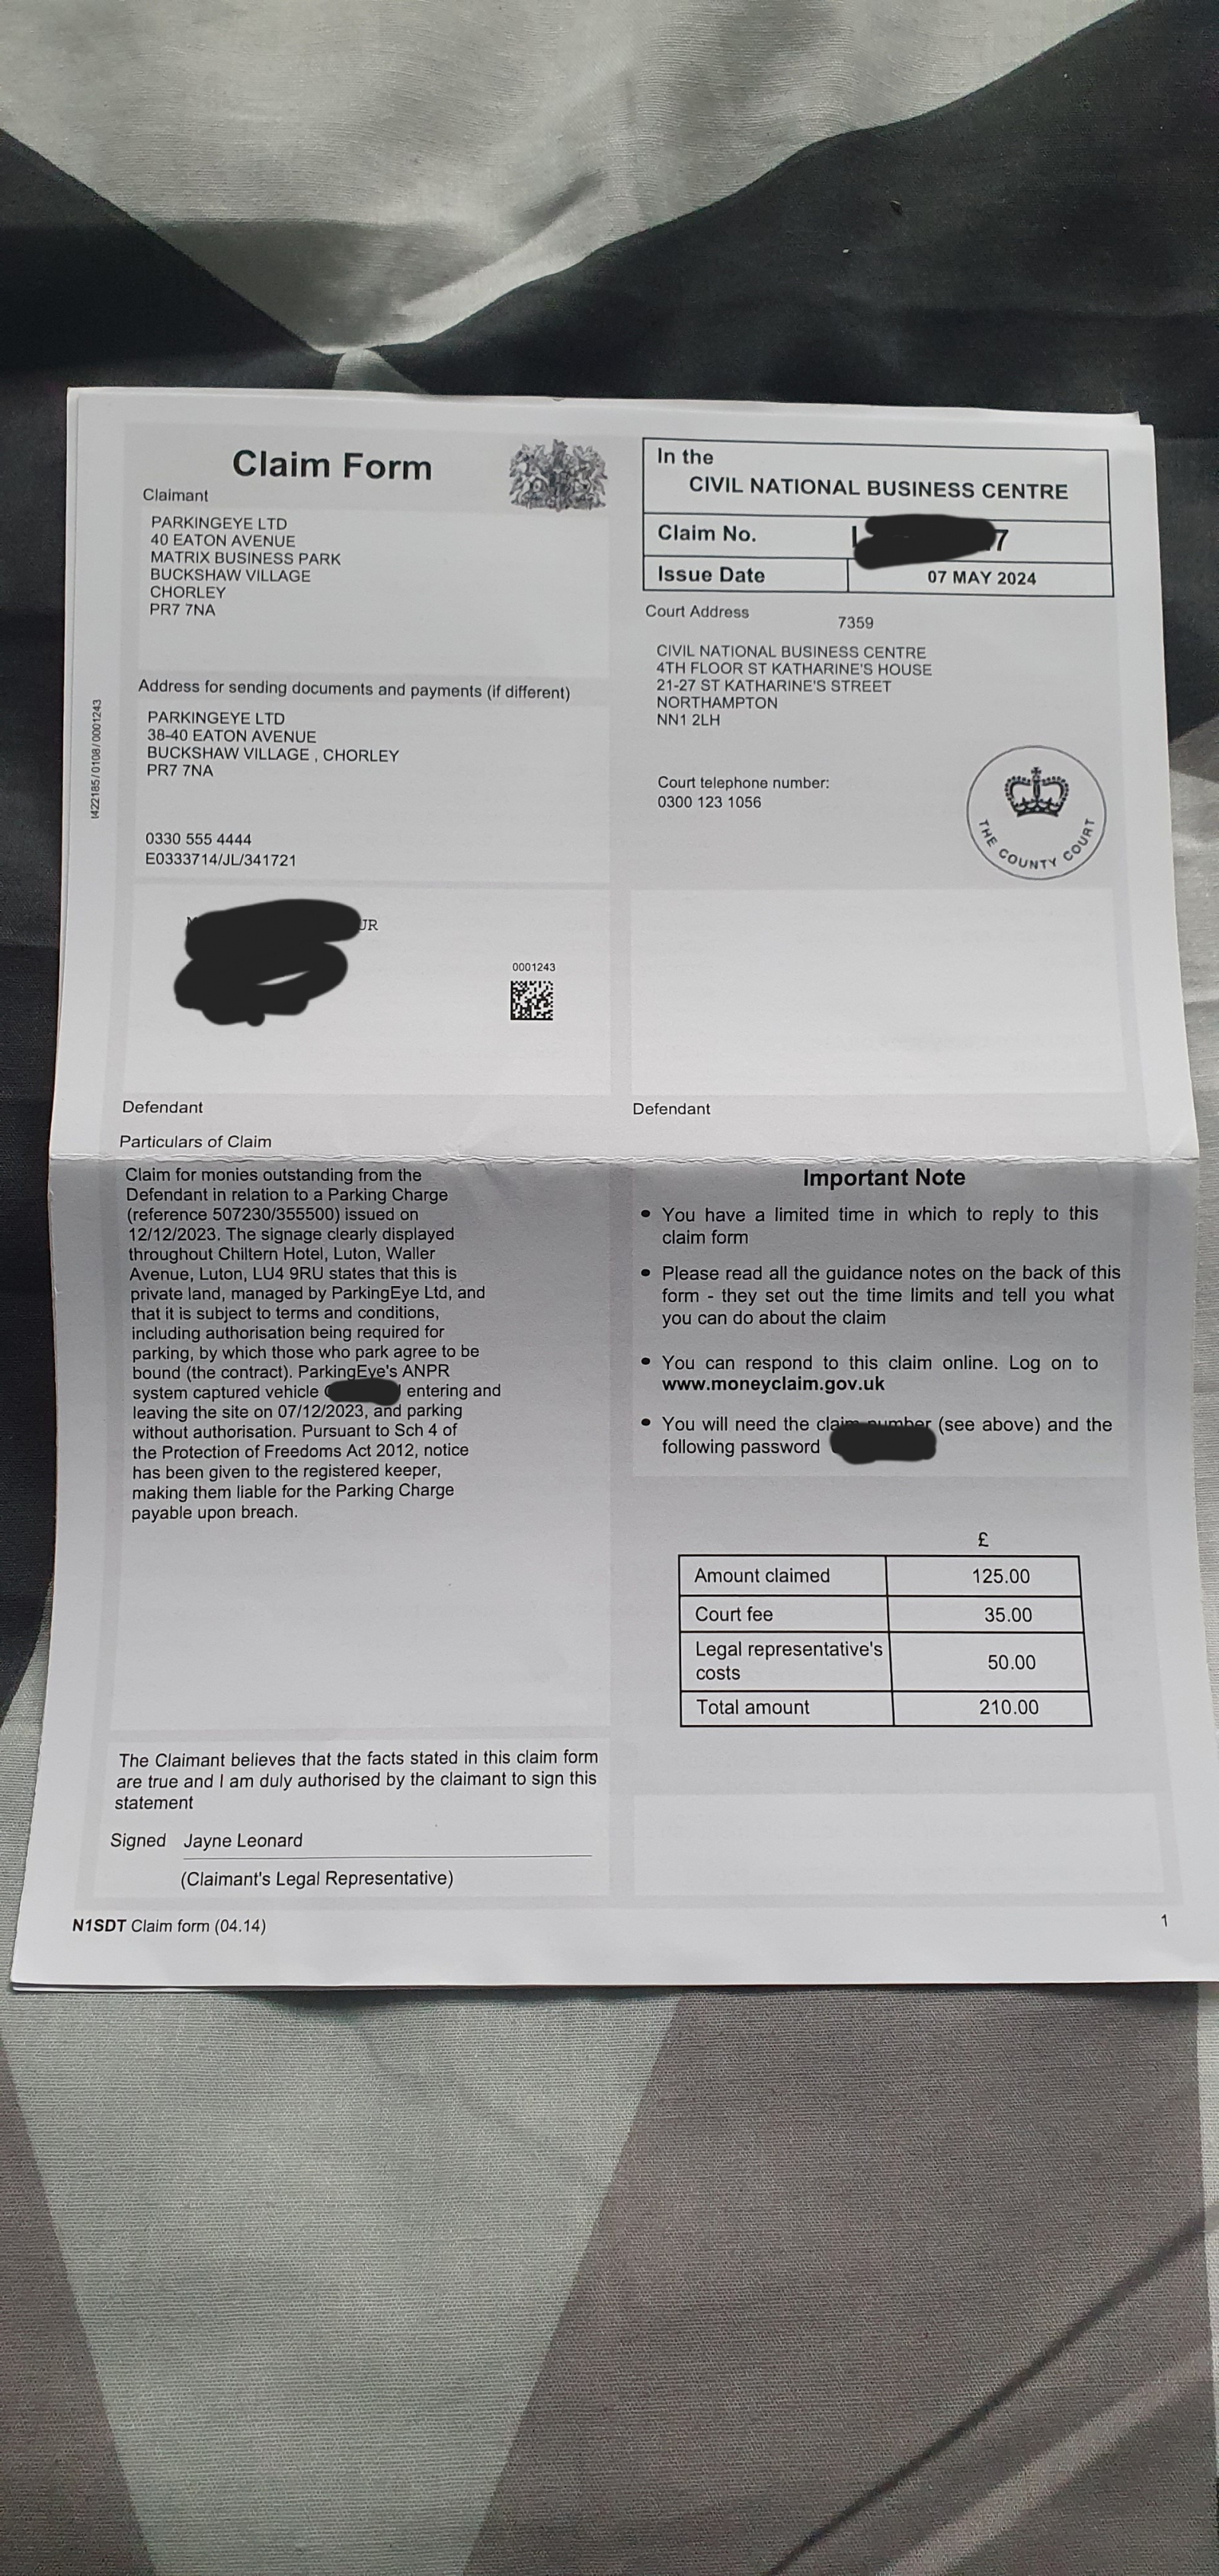 Claim Form
Claimant
PARKINGEYE LTD
40 EATON AVENUE
MATRIX BUSINESS PARK
BUCKSHAW VILLAGE
CHORLEY
PR7 7NA
Address for sending documents and payments (if different)
PARKINGEYE LTD
38-40 EATON AVENUE
BUCKSHAW VILLAGE , CHORLEY
PR7 7NA
0330 555 4444
E0333714/JL/341721
1422185/0108/0001243
In the
CIVIL NATIONAL BUSINESS CENTRE
Claim No. 7
Issue Date 07 MAY 2024
Court Address
7359
CIVIL NATIONAL BUSINESS CENTRE
4TH FLOOR ST KATHARINE'S HOUSE
21-27 ST KATHARINE'S STREET
NORTHAMPTON
NN1 2LH
Court telephone number:
0300 123 1056
THE COUNTY COURT
UR
0001243
Defendant
Defendant
Particulars of Claim
Claim for monies outstanding from the
Defendant in relation to a Parking Charge
(reference 507230/355500) issued on
12/12/2023. The signage clearly displayed
throughout Chiltern Hotel, Luton, Waller
Avenue, Luton, LU4 9RU states that this is
private land, managed by ParkingEye Ltd, and
that it is subject to terms and conditions,
including authorisation being required for
parking, by which those who park agree to be
bound (the contract). ParkingEye's ANPR
system captured vehicle entering and
leaving the site on 07/12/2023, and parking
without authorisation. Pursuant to Sch 4 of
the Protection of Freedoms Act 2012, notice
has been given to the registered keeper,
making them liable for the Parking Charge
payable upon breach.
Important Note
• You have a limited time in which to reply to this
claim form
• Please read all the guidance notes on the back of this
form - they set out the time limits and tell you what
you can do about the claim
• You can respond to this claim online. Log on to
www.moneyclaim.gov.uk
• You will need the claim number (see above) and the
following password
£
Amount claimed 125.00
Court fee 35.00
Legal representative's
costs 50.00
Total amount 210.00
The Claimant believes that the facts stated in this claim form
are true and I am duly authorised by the claimant to sign this
statement
Signed Jayne Leonard
(Claimant's Legal Representative)
N1SDT Claim form (04.14)
1